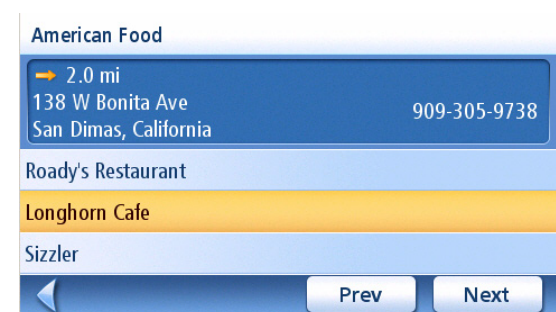 American Food
2.0 mi
138 W Bonita Ave 909-305-9738
San Dimas, California
Roady's Restaurant
Longhorn Cafe
Sizzler
Prev Next